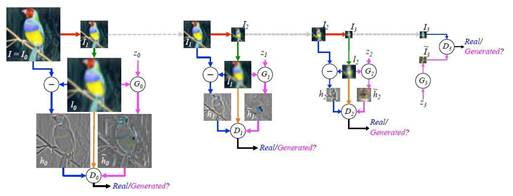 I = I₀
I₁
z₀
l₀
G₀
−
h₀
h̃₀
D₀
Real/Generated?
I₁
I₂
z₁
l₁
G₁
−
h₁
h̃₁
D₁
Real/Generated?
I₂
I₃
z₂
l₂
G₂
−
h₂
h̃₂
D₂
Real/Generated?
I₃
Ĩ₃
D₃
Real/
Generated?
G₃
z₃